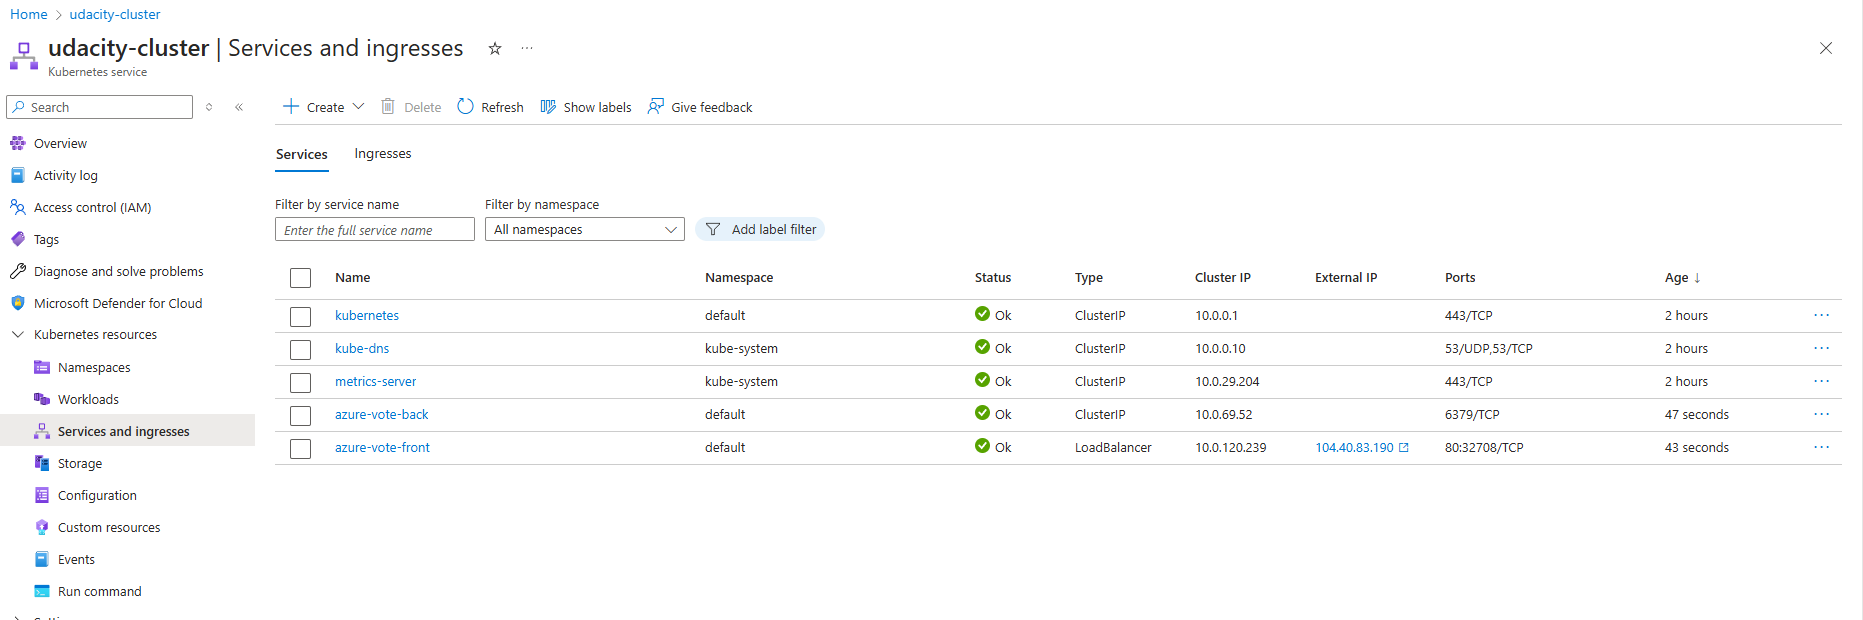 Home > udacity-cluster
udacity-cluster | Services and ingresses
Kubernetes service
Search
Create
Delete
Refresh
Show labels
Give feedback
Overview
Activity log
Access control (IAM)
Tags
Diagnose and solve problems
Microsoft Defender for Cloud
Kubernetes resources
Namespaces
Workloads
Services and ingresses
Storage
Configuration
Custom resources
Events
Run command
Services Ingresses
Filter by service name
Enter the full service name
Filter by namespace
All namespaces
Add label filter
Name Namespace Status Type Cluster IP External IP Ports Age ↓
kubernetes default Ok ClusterIP 10.0.0.1 443/TCP 2 hours
kube-dns kube-system Ok ClusterIP 10.0.0.10 53/UDP,53/TCP 2 hours
metrics-server kube-system Ok ClusterIP 10.0.29.204 443/TCP 2 hours
azure-vote-back default Ok ClusterIP 10.0.69.52 6379/TCP 47 seconds
azure-vote-front default Ok LoadBalancer 10.0.120.239 104.40.83.190 80:32708/TCP 43 seconds